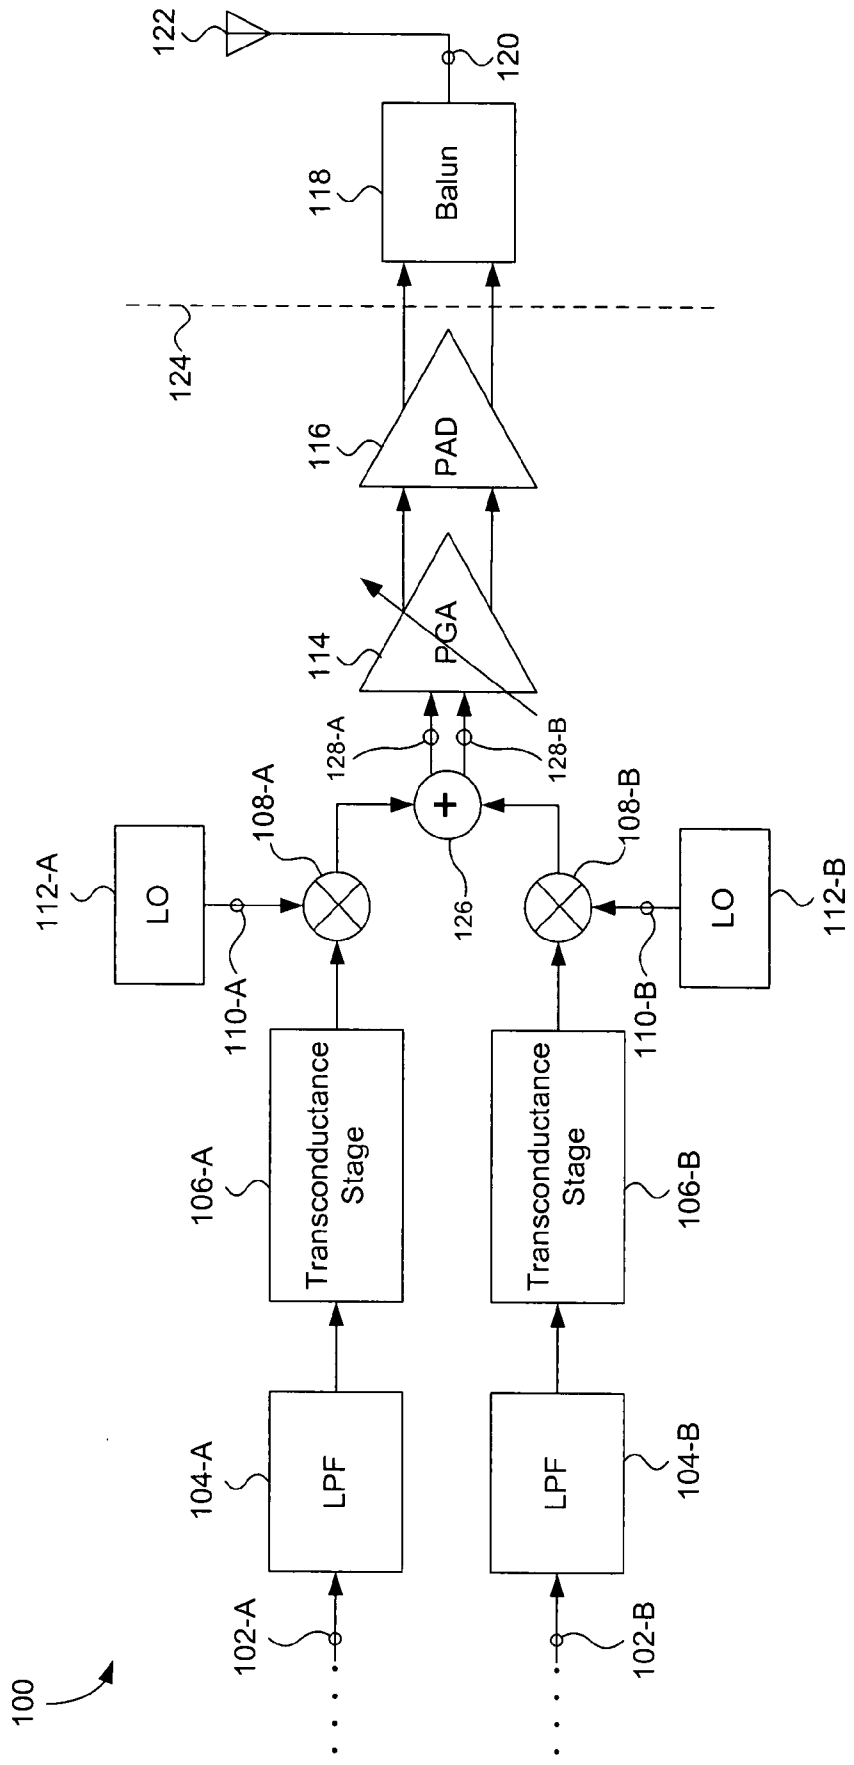 100
102-A
104-A
LPF
106-A
Transconductance
Stage
112-A
LO
110-A
108-A
102-B
LPF
104-B
Transconductance
Stage
106-B
110-B
LO
112-B
108-B
126
+
128-A
128-B
114
PGA
116
PAD
124
118
Balun
120
122